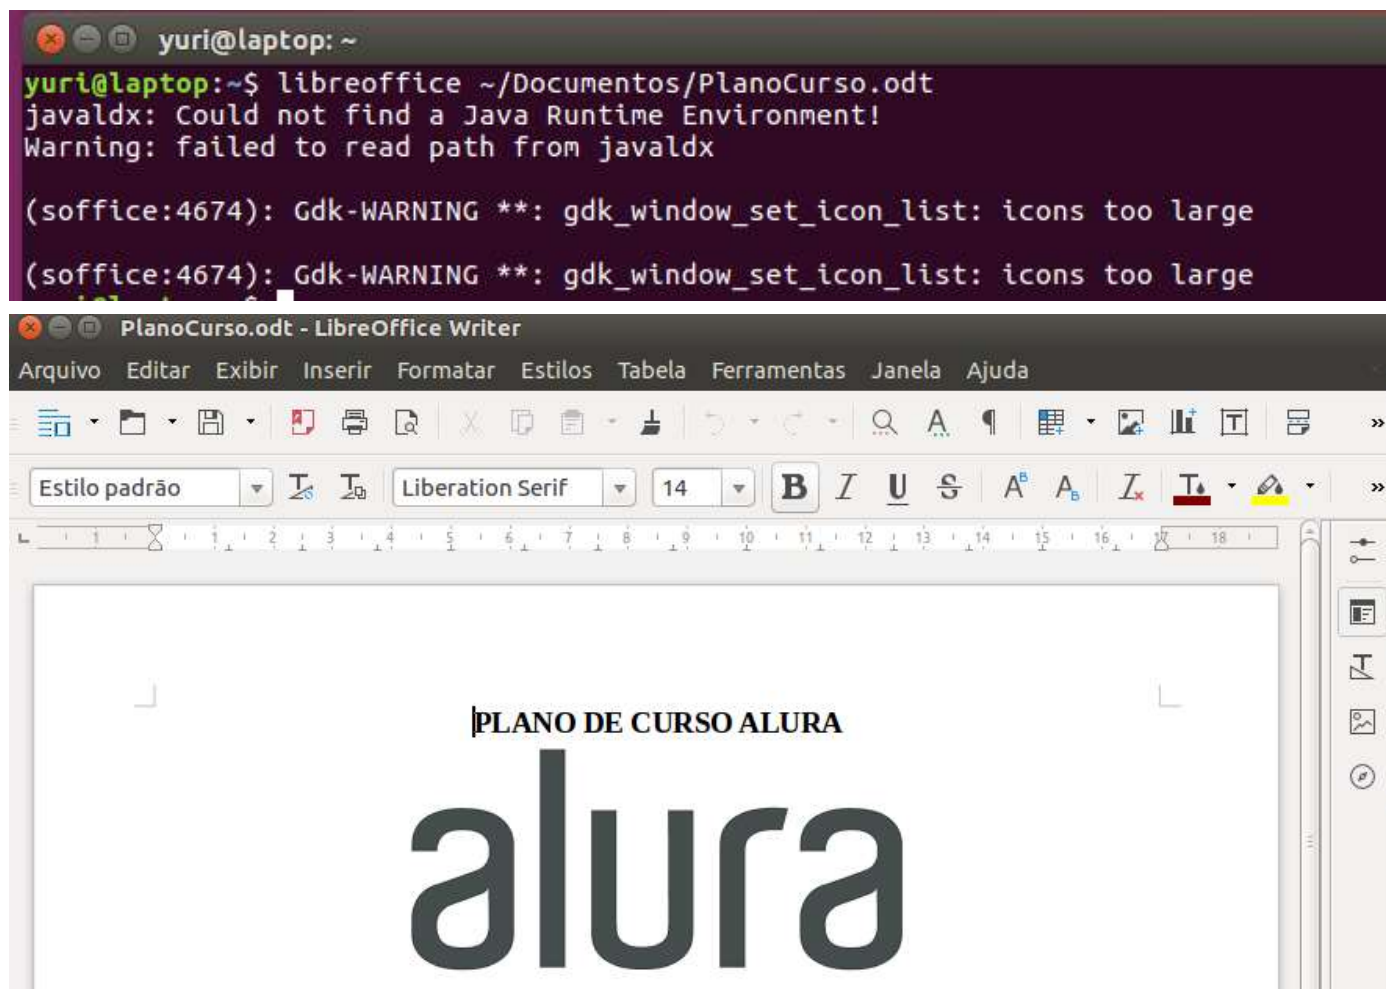 yuri@laptop: ~
yuri@laptop:~$ libreoffice ~/Documentos/PlanoCurso.odt
javaldx: Could not find a Java Runtime Environment!
Warning: failed to read path from javaldx
(soffice:4674): Gdk-WARNING **: gdk_window_set_icon_list: icons too large
(soffice:4674): Gdk-WARNING **: gdk_window_set_icon_list: icons too large
PlanoCurso.odt - LibreOffice Writer
Arquivo Editar Exibir Inserir Formatar Estilos Tabela Ferramentas Janela Ajuda
Estilo padrão Liberation Serif 14
1 1 2 3 4 5 6 7 8 9 10 11 12 13 14 15 16 17 18
PLANO DE CURSO ALURA
alura